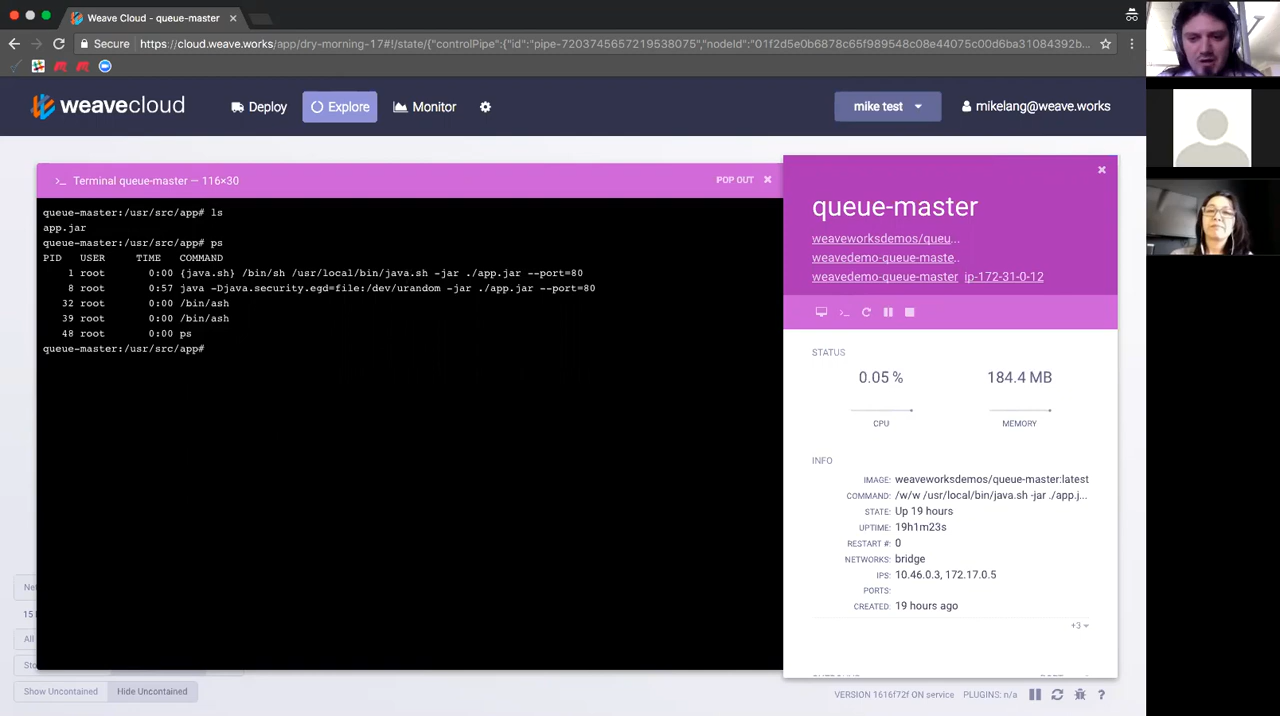 Weave Cloud - queue-master
Secure https://cloud.weave.works/app/dry-morning-17#!/state/{"controlPipe":{"id":"pipe-7203745657219538075","nodeId":"01f2d5e0b6878c65f989548c08e44075c00d6ba31084392b...
weavecloud Deploy Explore Monitor mike test mikelang@weave.works
>_ Terminal queue-master — 116×30 POP OUT
queue-master:/usr/src/app# ls
app.jar
queue-master:/usr/src/app# ps
PID USER TIME COMMAND
1 root 0:00 {java.sh} /bin/sh /usr/local/bin/java.sh -jar ./app.jar --port=80
8 root 0:57 java -Djava.security.egd=file:/dev/urandom -jar ./app.jar --port=80
32 root 0:00 /bin/ash
39 root 0:00 /bin/ash
48 root 0:00 ps
queue-master:/usr/src/app#
queue-master
weaveworksdemos/queu...
weavedemo-queue-maste..
weavedemo-queue-master ip-172-31-0-12
STATUS
0.05 % 184.4 MB
CPU MEMORY
INFO
IMAGE: weaveworksdemos/queue-master:latest
COMMAND: /w/w /usr/local/bin/java.sh -jar ./app.j...
STATE: Up 19 hours
UPTIME: 19h1m23s
RESTART #: 0
NETWORKS: bridge
IPS: 10.46.0.3, 172.17.0.5
PORTS:
CREATED: 19 hours ago
+3
Net
15
All
Sto
Show Uncontained Hide Uncontained
VERSION 1616f72f ON service PLUGINS: n/a ?